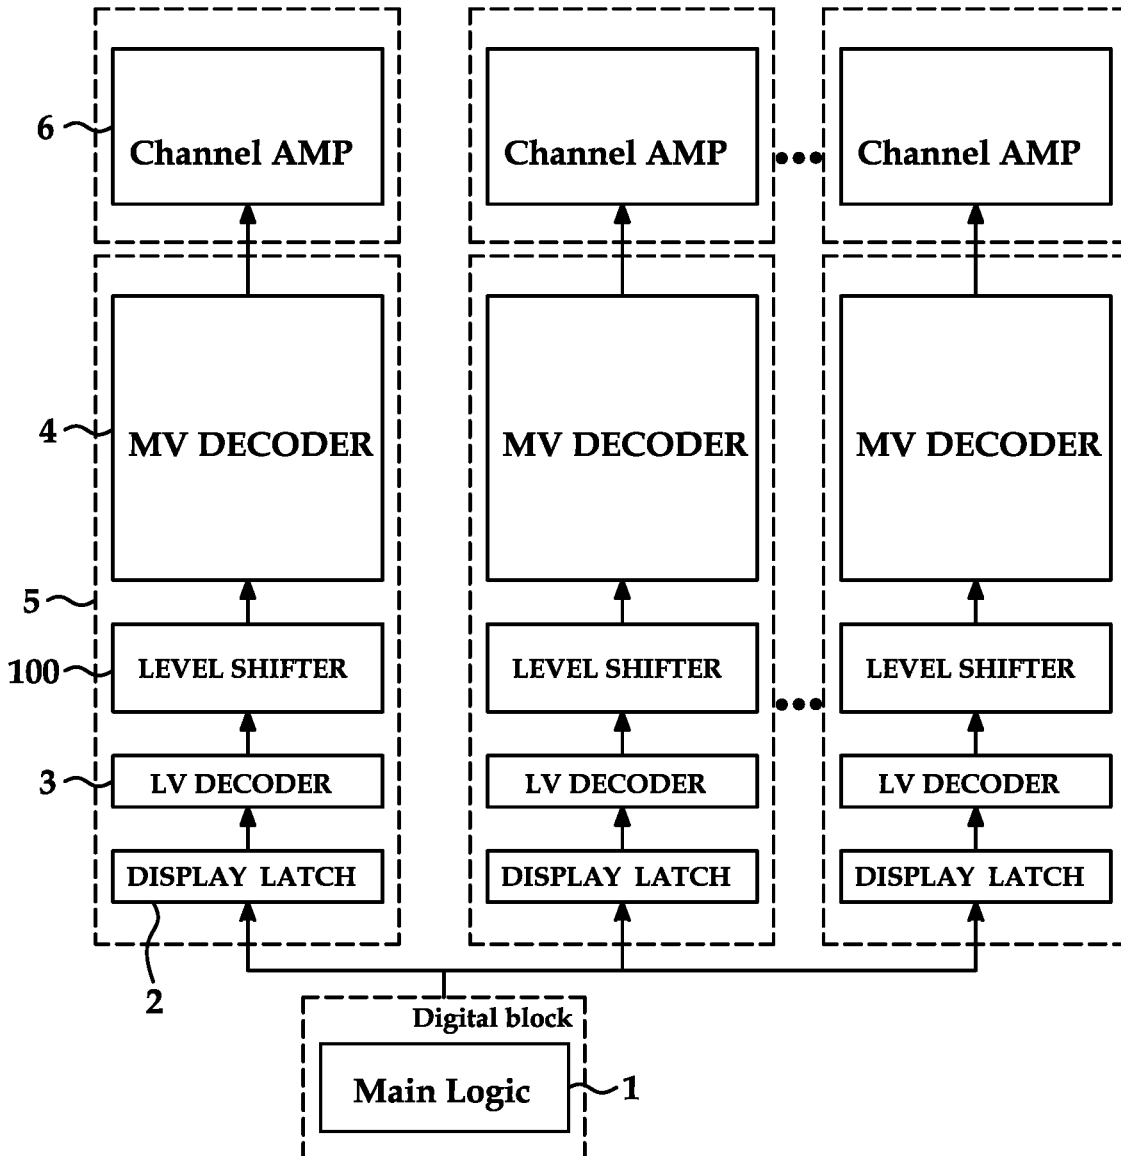 6
Channel AMP
Channel AMP
Channel AMP
4
MV DECODER
MV DECODER
MV DECODER
5
100
LEVEL SHIFTER
LEVEL SHIFTER
LEVEL SHIFTER
3
LV DECODER
LV DECODER
LV DECODER
DISPLAY LATCH
DISPLAY LATCH
DISPLAY LATCH
2
Digital block
Main Logic
1